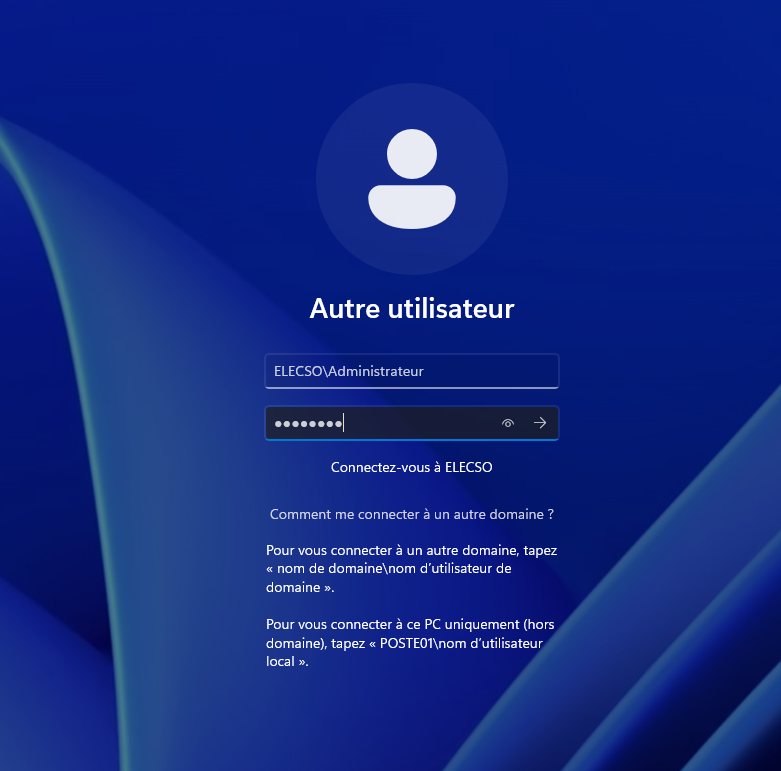 Autre utilisateur
ELECSO\Administrateur
••••••••
Connectez-vous à ELECSO
Comment me connecter à un autre domaine ?
Pour vous connecter à un autre domaine, tapez
« nom de domaine\nom d’utilisateur de
domaine ».
Pour vous connecter à ce PC uniquement (hors
domaine), tapez « POSTE01\nom d’utilisateur
local ».